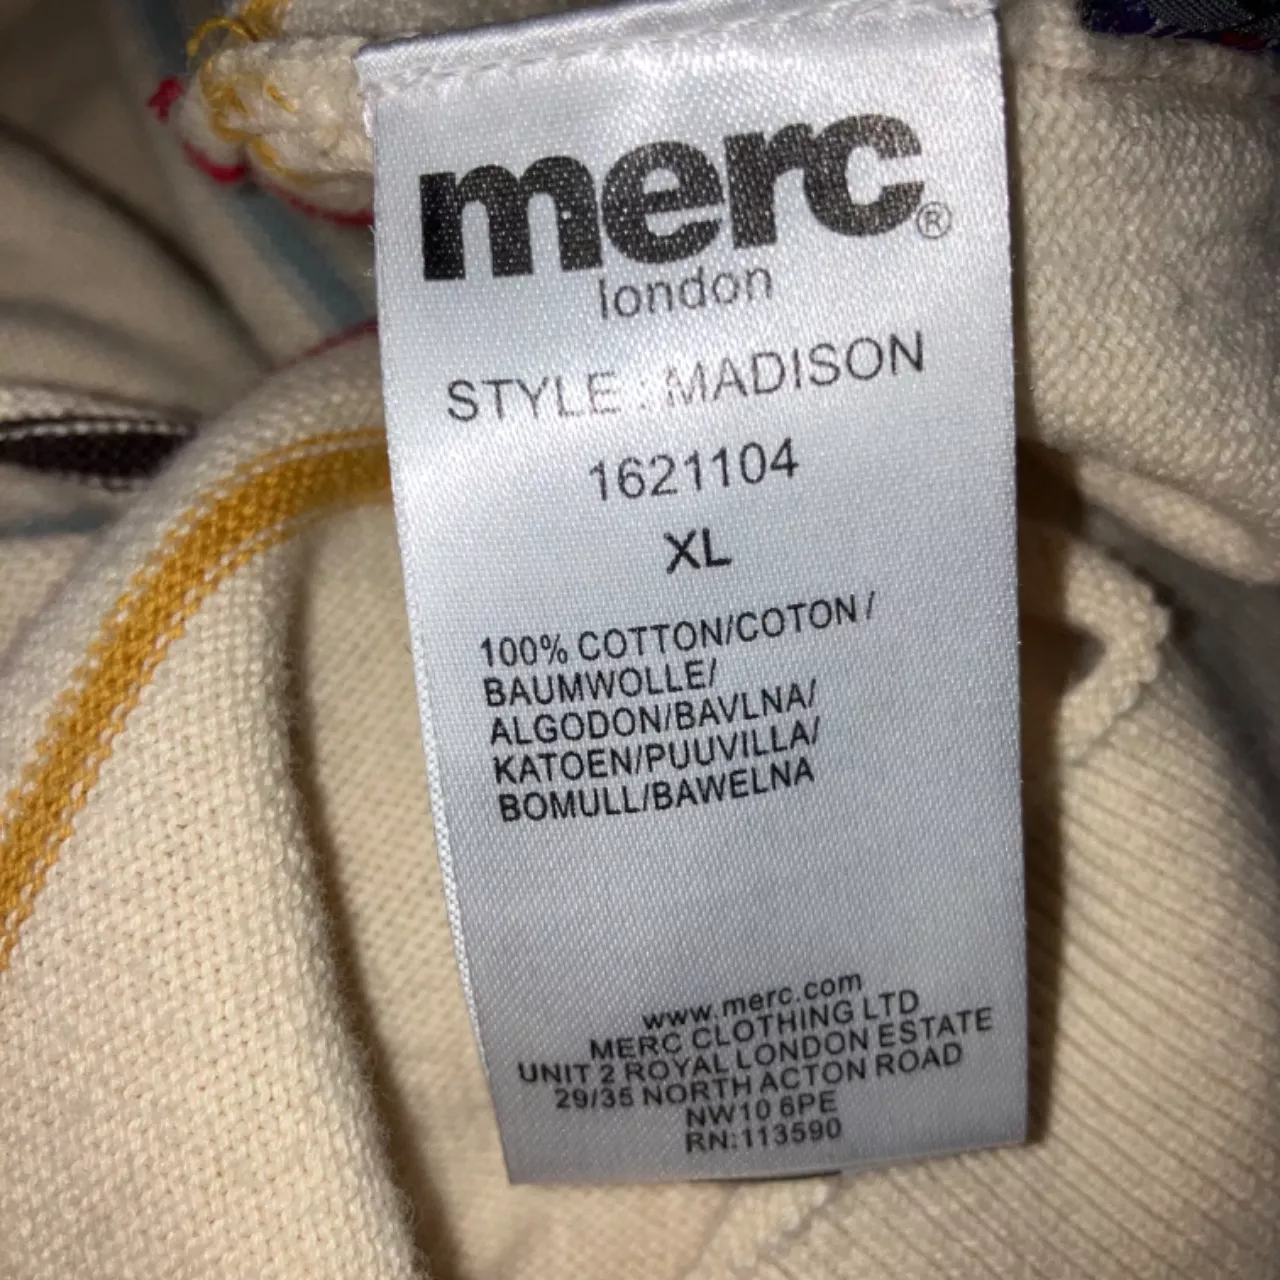 merc®
london
STYLE : MADISON
1621104
XL
100% COTTON/COTON /
BAUMWOLLE/
ALGODON/BAVLNA/
KATOEN/PUUVILLA/
BOMULL/BAWELNA
www.merc.com
MERC CLOTHING LTD
UNIT 2 ROYAL LONDON ESTATE
29/35 NORTH ACTON ROAD
NW10 6PE
RN:113590